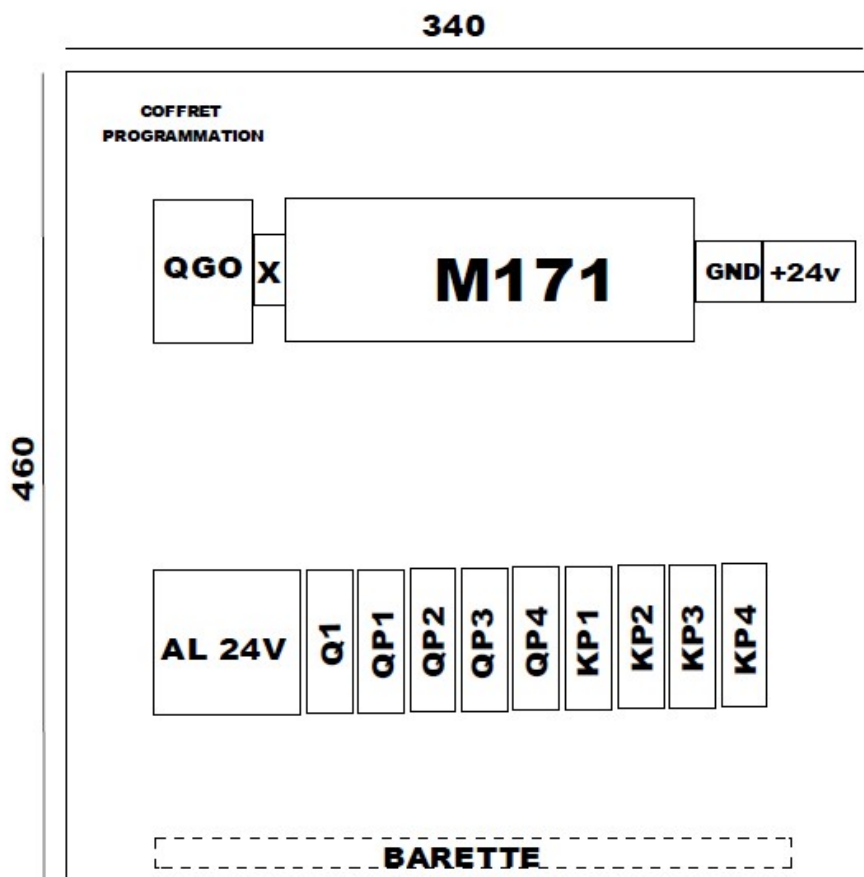 340
COFFRET
PROGRAMMATION
QGO
X
M171
GND
+24v
460
AL 24V
Q1
QP1
QP2
QP3
QP4
KP1
KP2
KP3
KP4
BARETTE